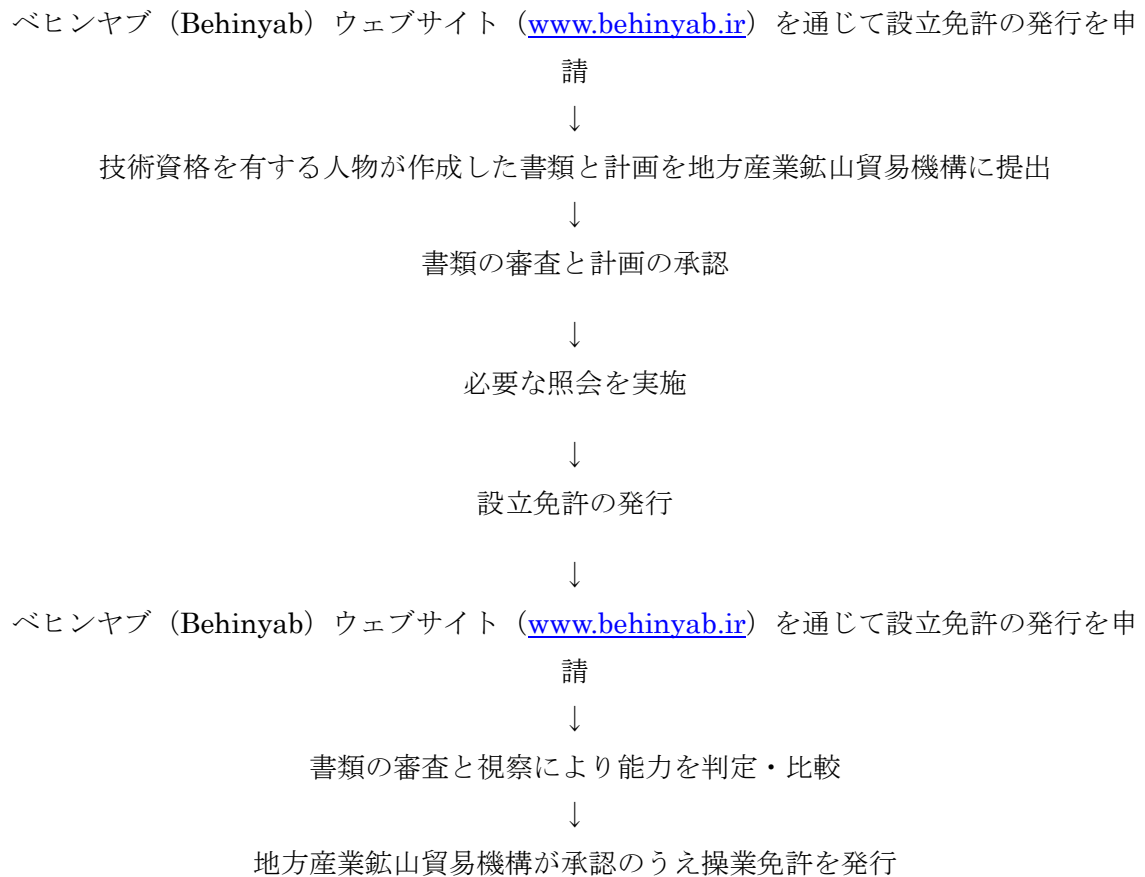 ベヒンヤブ（Behinyab）ウェブサイト（www.behinyab.ir）を通じて設立免許の発行を申
請
↓
技術資格を有する人物が作成した書類と計画を地方産業鉱山貿易機構に提出
↓
書類の審査と計画の承認
↓
必要な照会を実施
↓
設立免許の発行
↓
ベヒンヤブ（Behinyab）ウェブサイト（www.behinyab.ir）を通じて設立免許の発行を申
請
↓
書類の審査と視察により能力を判定・比較
↓
地方産業鉱山貿易機構が承認のうえ操業免許を発行